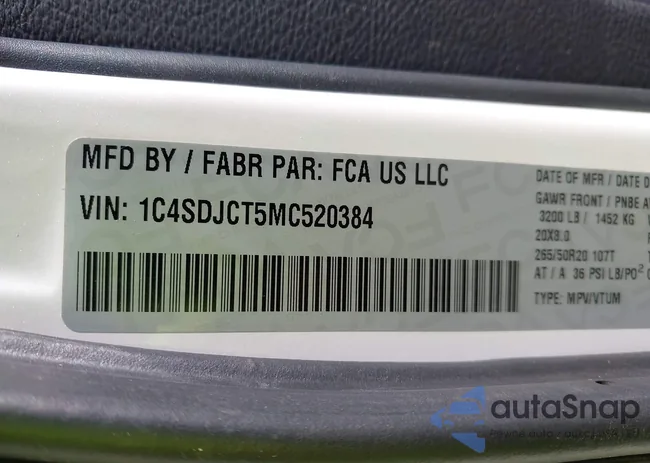 MFD BY / FABR PAR: FCA US LLC
VIN: 1C4SDJCT5MC520384
DATE OF MFR / DATE D
GAWR FRONT / PNBE AV
3200 LB / 1452 KG
20X8.0
265/50R20 107T
AT / A 36 PSI LB/PO²
TYPE: MPV/VTUM
autaSnap